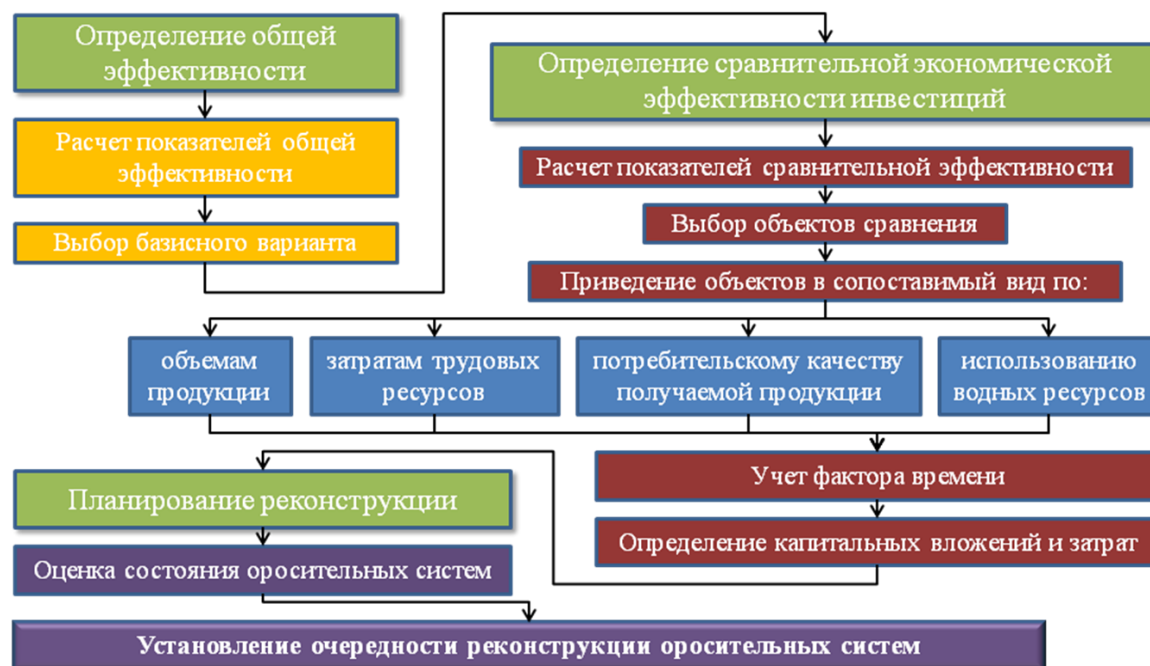 Определение общей
эффективности
Расчет показателей общей
эффективности
Выбор базисного варианта
Определение сравнительной экономической
эффективности инвестиций
Расчет показателей сравнительной эффективности
Выбор объектов сравнения
Приведение объектов в сопоставимый вид по:
объемам
продукции
затратам трудовых
ресурсов
потребительскому качеству
получаемой продукции
использованию
водных ресурсов
Учет фактора времени
Определение капитальных вложений и затрат
Планирование реконструкции
Оценка состояния оросительных систем
Установление очередности реконструкции оросительных систем